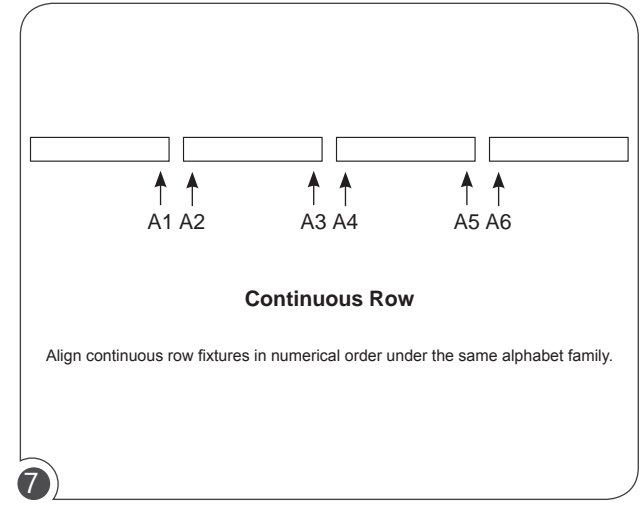 A1 A2 A3 A4 A5 A6
Continuous Row
Align continuous row fixtures in numerical order under the same alphabet family.
7